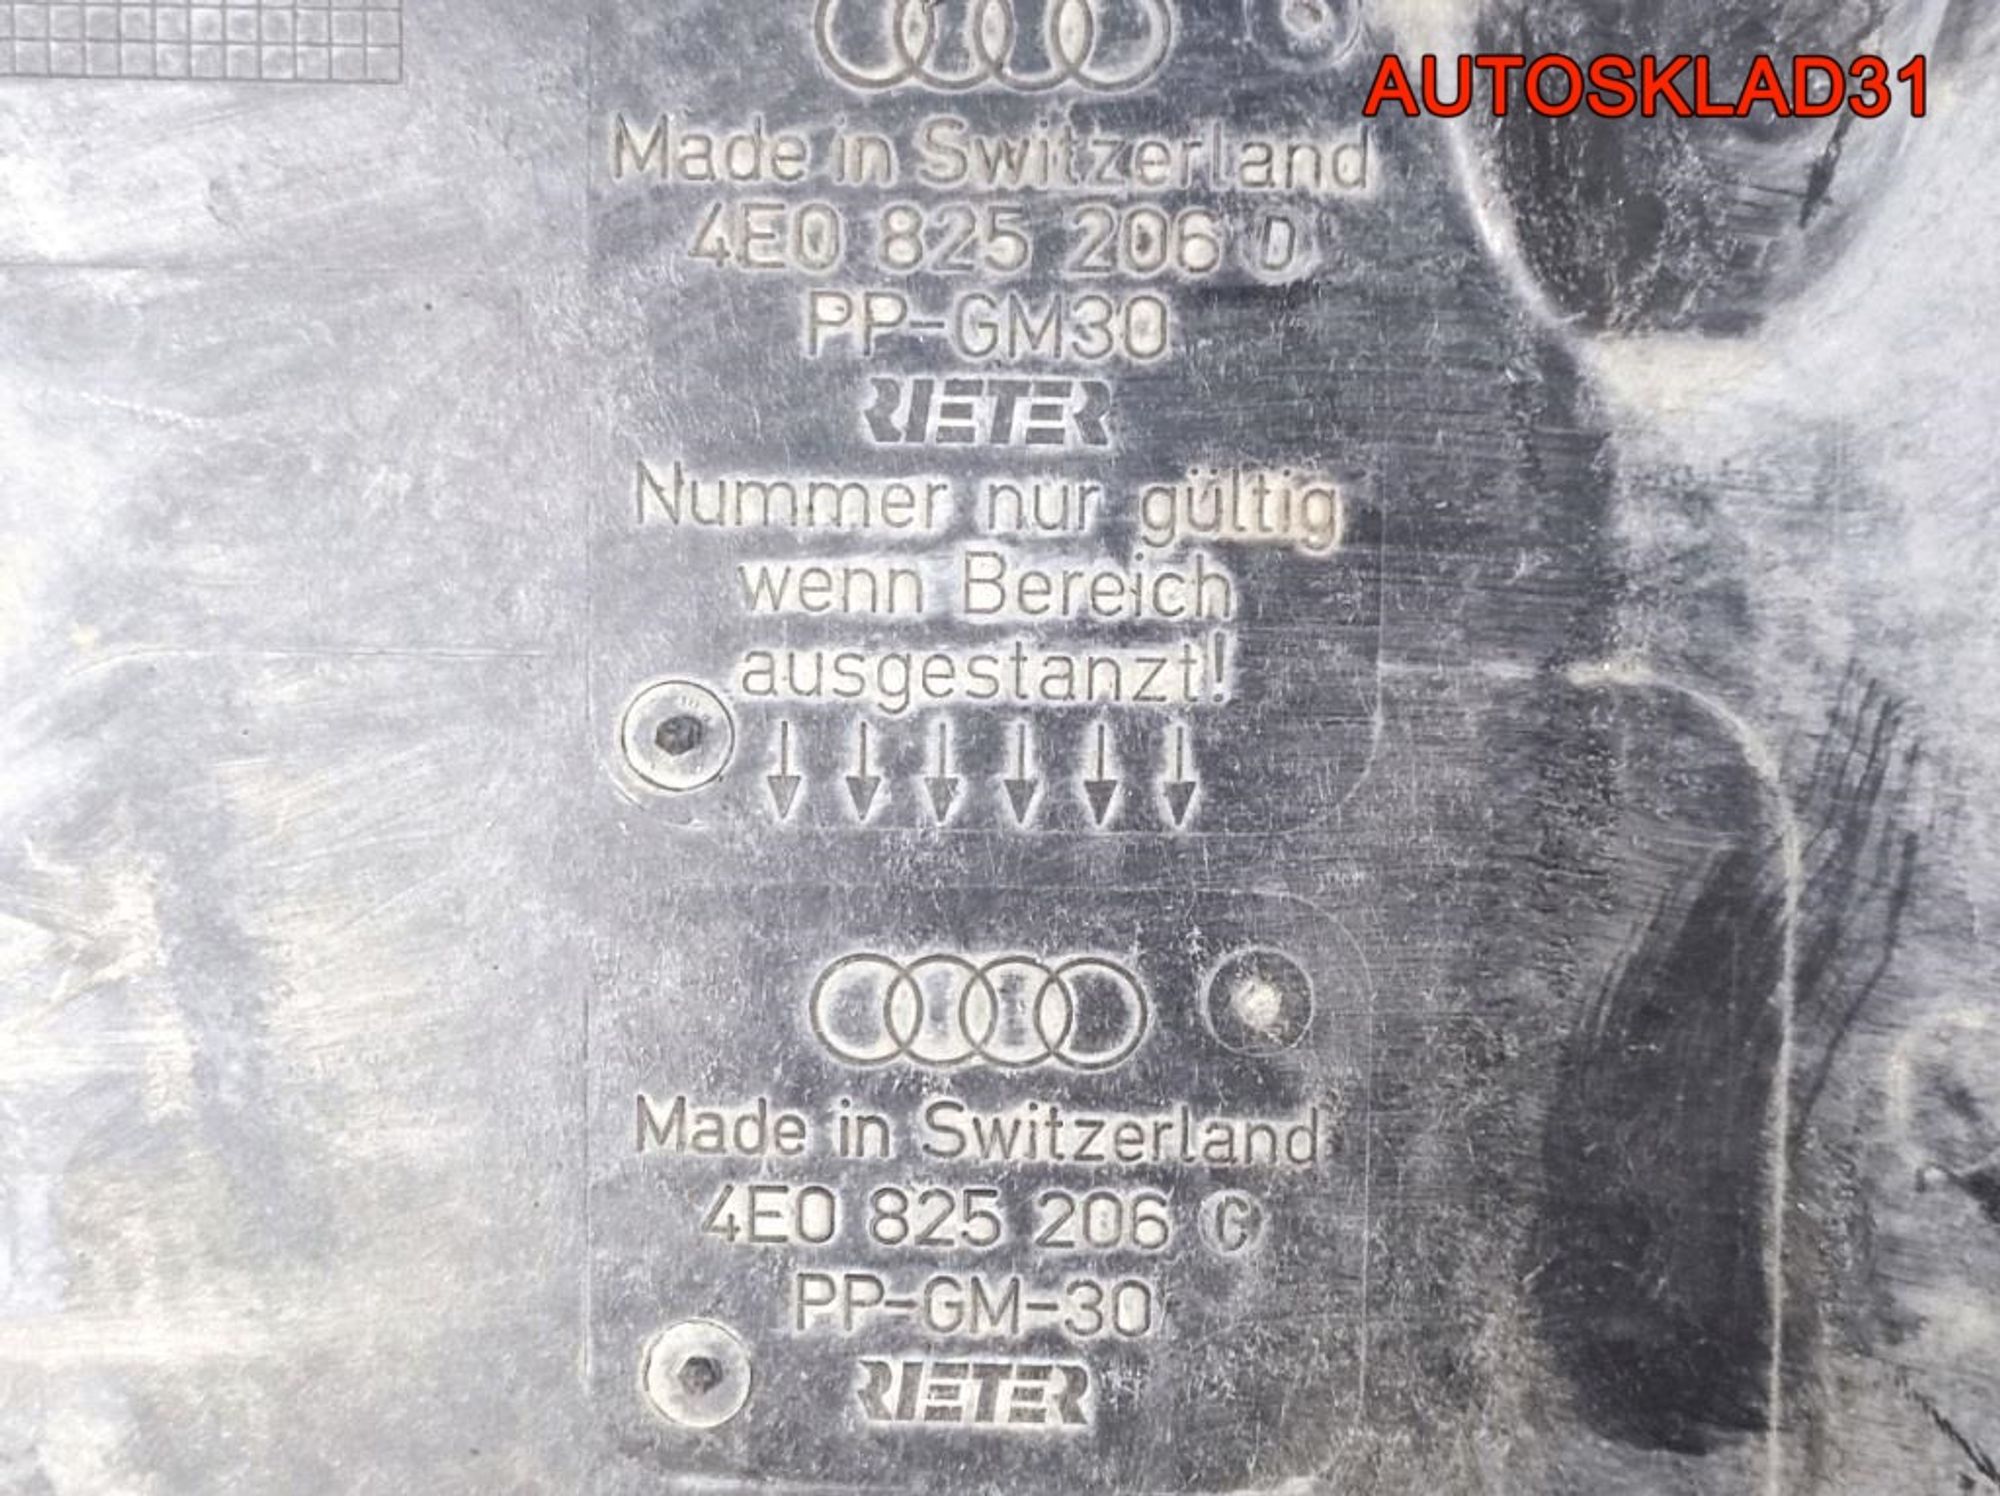 AUTOSKLAD31
Made in Switzerland
4E0 825 206 D
PP-GM30
RIETER
Nummer nur gültig
wenn Bereich
ausgestanzt!
Made in Switzerland
4E0 825 206 C
PP-GM-30
RIETER